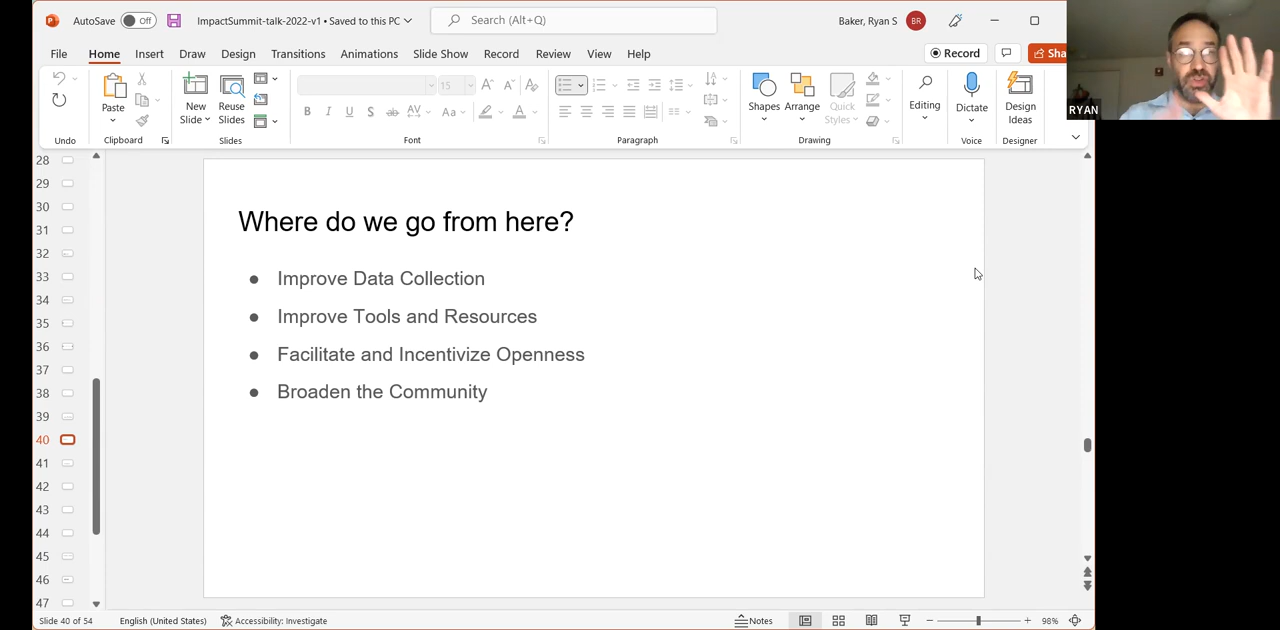 AutoSave Off ImpactSummit-talk-2022-v1 • Saved to this PC Search (Alt+Q) Baker, Ryan S BR
File Home Insert Draw Design Transitions Animations Slide Show Record Review View Help Record Sha
RYAN
15 A A A
B I U S ab AV Aa A
Paste New Slide Reuse Slides Shapes Arrange Quick Styles Editing Dictate Design Ideas
Undo Clipboard Slides Font Paragraph Drawing Voice Designer
28
29
30
31
32
33
34
35
36
37
38
39
40
41
42
43
44
45
46
47
Where do we go from here?
● Improve Data Collection
● Improve Tools and Resources
● Facilitate and Incentivize Openness
● Broaden the Community
Slide 40 of 54 English (United States) Accessibility: Investigate Notes 98%